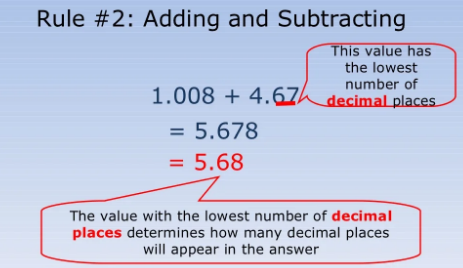 Rule #2: Adding and Subtracting
This value has
the lowest
number of
decimal places
1.008 + 4.67
= 5.678
= 5.68
The value with the lowest number of decimal
places determines how many decimal places
will appear in the answer